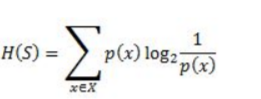 H(S) = ∑_{x∈X} p(x) log₂ 1/p(x)